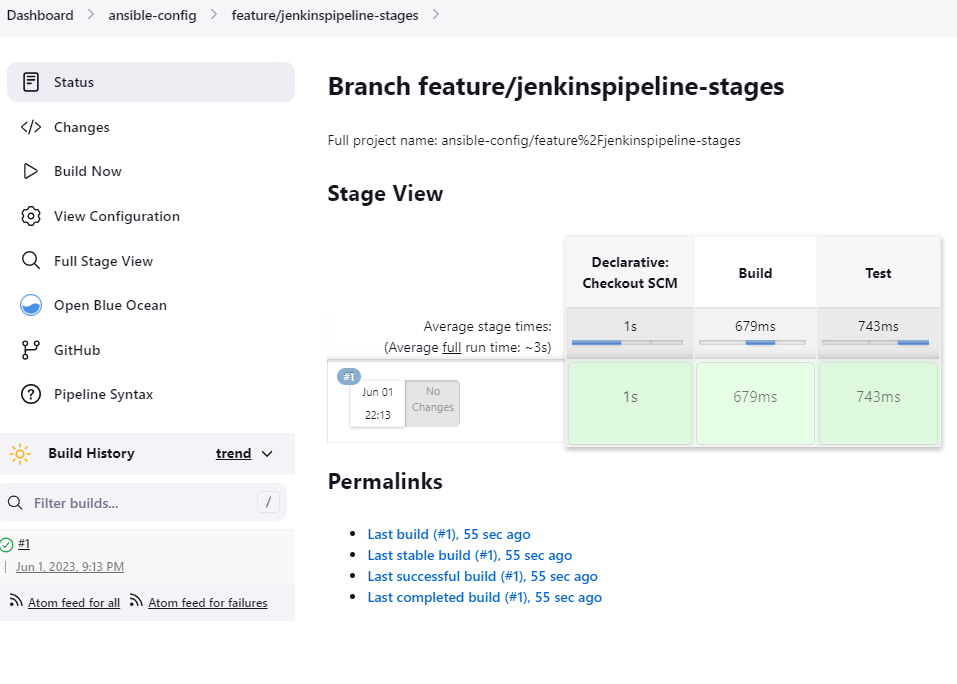 Dashboard > ansible-config > feature/jenkinspipeline-stages >
Status
Changes
Build Now
View Configuration
Full Stage View
Open Blue Ocean
GitHub
Pipeline Syntax
Build History trend
Filter builds... /
#1
Jun 1, 2023, 9:13 PM
Atom feed for all Atom feed for failures
Branch feature/jenkinspipeline-stages
Full project name: ansible-config/feature%2Fjenkinspipeline-stages
Stage View
Declarative:
Checkout SCM
Build
Test
Average stage times:
(Average full run time: ~3s)
1s 679ms 743ms
#1
Jun 01
22:13
No
Changes
1s 679ms 743ms
Permalinks
Last build (#1), 55 sec ago
Last stable build (#1), 55 sec ago
Last successful build (#1), 55 sec ago
Last completed build (#1), 55 sec ago